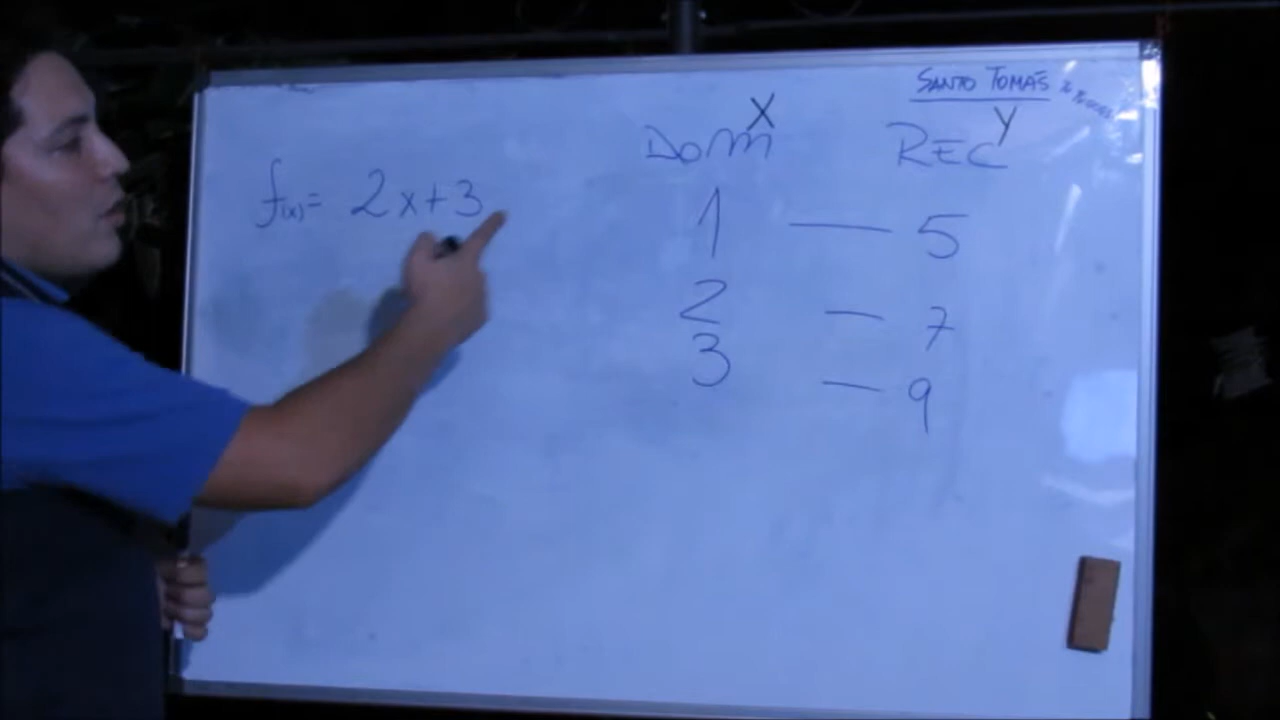 SANTO TOMÁS
X Y
DOM REC
f(x)= 2x+3
1 — 5
2 — 7
3 — 9